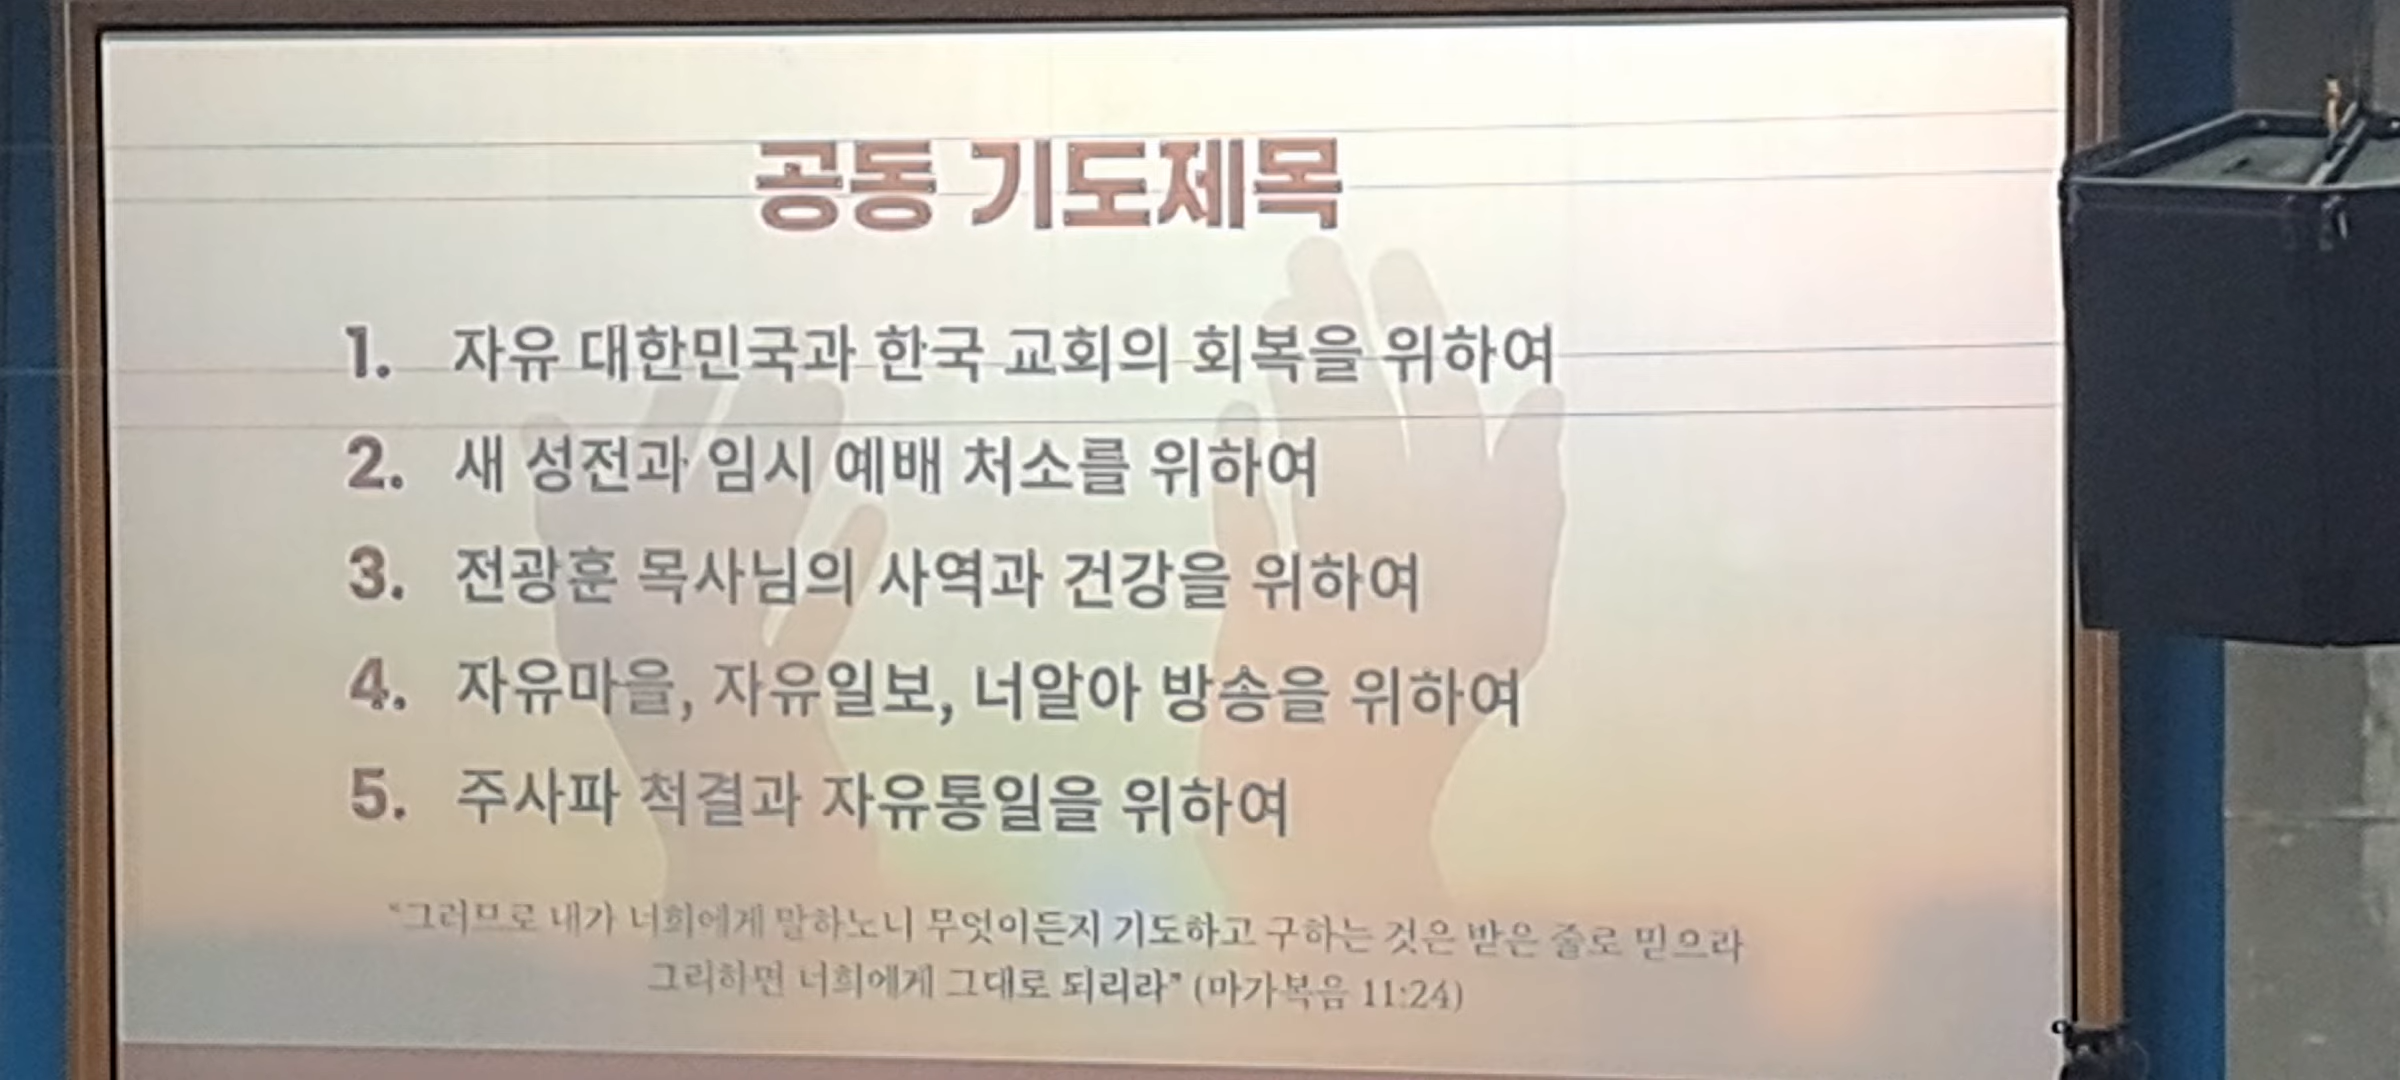 공동 기도제목
1. 자유 대한민국과 한국 교회의 회복을 위하여
2. 새 성전과 임시 예배 처소를 위하여
3. 전광훈 목사님의 사역과 건강을 위하여
4. 자유마을, 자유일보, 너알아 방송을 위하여
5. 주사파 척결과 자유통일을 위하여
"그러므로 내가 너희에게 말하노니 무엇이든지 기도하고 구하는 것은 받은 줄로 믿으라
그리하면 너희에게 그대로 되리라" (마가복음 11:24)